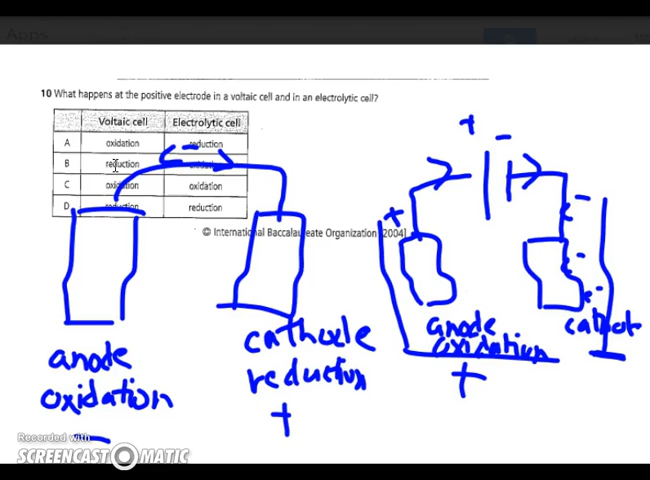 Apps
10 What happens at the positive electrode in a voltaic cell and in an electrolytic cell?
Voltaic cell Electrolytic cell
A oxidation reduction
B reduction
C oxidation oxidation
D reduction reduction
© International Baccalaureate Organization [2004]
+ −
−
+
−
−
−
anode
oxidation
−
cathode
reduction
+
anode
oxidation
+
Recorded with
SCREENCAST-O-MATIC